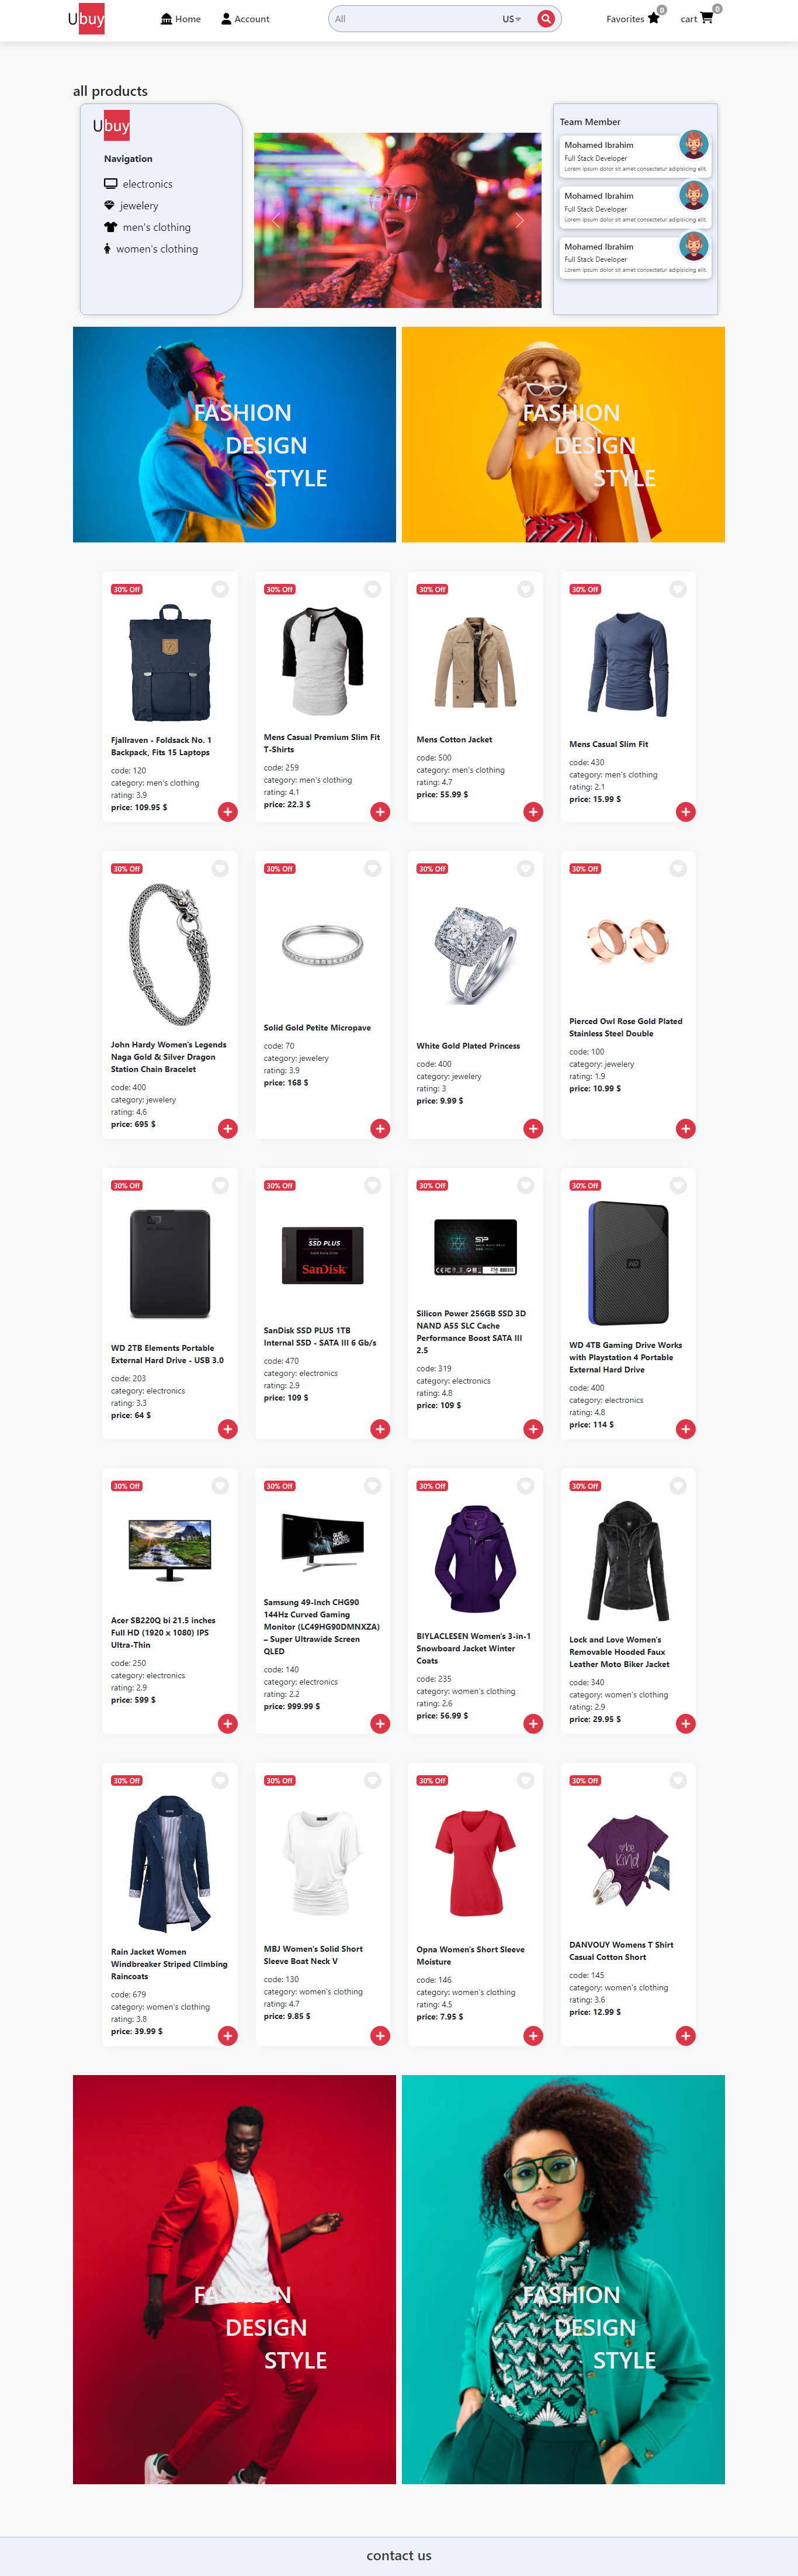 Ubuy
Home
Account
All
US
Favorites
0
cart
0
all products
Ubuy
Navigation
electronics
jewelery
men's clothing
women's clothing
Team Member
Mohamed Ibrahim
Full Stack Developer
Lorem ipsum dolor sit amet consectetur adipisicing elit.
Mohamed Ibrahim
Full Stack Developer
Lorem ipsum dolor sit amet consectetur adipisicing elit.
Mohamed Ibrahim
Full Stack Developer
Lorem ipsum dolor sit amet consectetur adipisicing elit.
FASHION
DESIGN
STYLE
FASHION
DESIGN
STYLE
30% Off
Fjallraven - Foldsack No. 1
Backpack, Fits 15 Laptops
code: 120
category: men's clothing
rating: 3.9
price: 109.95 $
30% Off
Mens Casual Premium Slim Fit
T-Shirts
code: 259
category: men's clothing
rating: 4.1
price: 22.3 $
30% Off
Mens Cotton Jacket
code: 500
category: men's clothing
rating: 4.7
price: 55.99 $
30% Off
Mens Casual Slim Fit
code: 430
category: men's clothing
rating: 2.1
price: 15.99 $
30% Off
John Hardy Women's Legends
Naga Gold & Silver Dragon
Station Chain Bracelet
code: 400
category: jewelery
rating: 4.6
price: 695 $
30% Off
Solid Gold Petite Micropave
code: 70
category: jewelery
rating: 3.9
price: 168 $
30% Off
White Gold Plated Princess
code: 400
category: jewelery
rating: 3
price: 9.99 $
30% Off
Pierced Owl Rose Gold Plated
Stainless Steel Double
code: 100
category: jewelery
rating: 1.9
price: 10.99 $
30% Off
WD 2TB Elements Portable
External Hard Drive - USB 3.0
code: 203
category: electronics
rating: 3.3
price: 64 $
30% Off
SSD PLUS
SanDisk
SanDisk SSD PLUS 1TB
Internal SSD - SATA III 6 Gb/s
code: 470
category: electronics
rating: 2.9
price: 109 $
30% Off
SP
Silicon Power 256GB SSD 3D
NAND A55 SLC Cache
Performance Boost SATA III
2.5
code: 319
category: electronics
rating: 4.8
price: 109 $
30% Off
WD
WD 4TB Gaming Drive Works
with Playstation 4 Portable
External Hard Drive
code: 400
category: electronics
rating: 4.8
price: 114 $
30% Off
Acer SB220Q bi 21.5 inches
Full HD (1920 x 1080) IPS
Ultra-Thin
code: 250
category: electronics
rating: 2.9
price: 599 $
30% Off
QLED
GAMING
MONITOR
Samsung 49-Inch CHG90
144Hz Curved Gaming
Monitor (LC49HG90DMNXZA)
– Super Ultrawide Screen
QLED
code: 140
category: electronics
rating: 2.2
price: 999.99 $
30% Off
BIYLACLESEN Women's 3-in-1
Snowboard Jacket Winter
Coats
code: 235
category: women's clothing
rating: 2.6
price: 56.99 $
30% Off
Lock and Love Women's
Removable Hooded Faux
Leather Moto Biker Jacket
code: 340
category: women's clothing
rating: 2.9
price: 29.95 $
30% Off
Rain Jacket Women
Windbreaker Striped Climbing
Raincoats
code: 679
category: women's clothing
rating: 3.8
price: 39.99 $
30% Off
MBJ Women's Solid Short
Sleeve Boat Neck V
code: 130
category: women's clothing
rating: 4.7
price: 9.85 $
30% Off
Opna Women's Short Sleeve
Moisture
code: 146
category: women's clothing
rating: 4.5
price: 7.95 $
30% Off
be
kind
DANVOUY Womens T Shirt
Casual Cotton Short
code: 145
category: women's clothing
rating: 3.6
price: 12.99 $
FASHION
DESIGN
STYLE
FASHION
DESIGN
STYLE
contact us